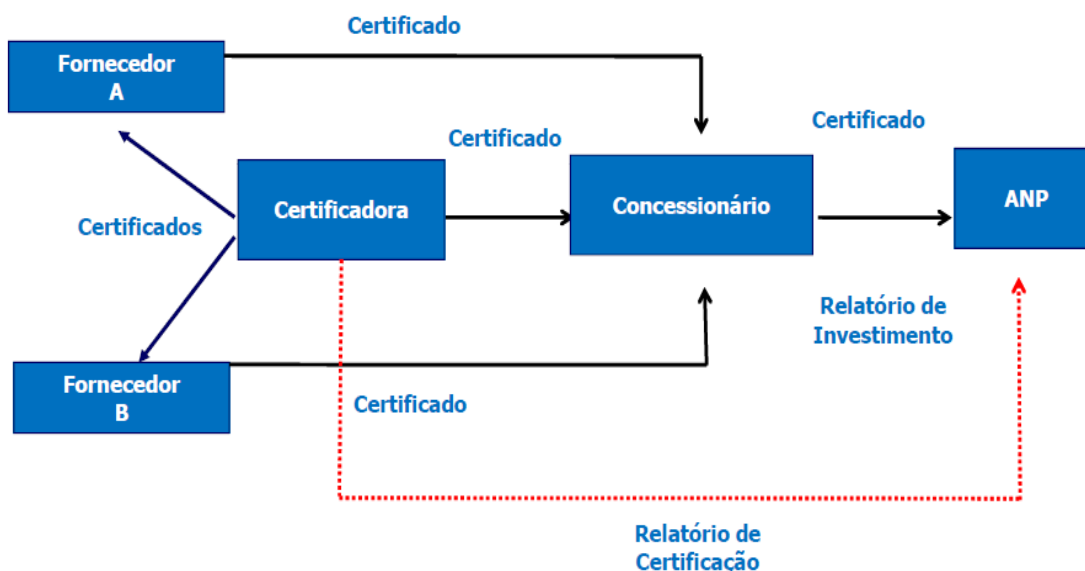 Certificado
Fornecedor
A
Certificado
Certificado
Certificados
Certificadora
Concessionário
ANP
Relatório de
Investimento
Fornecedor
B
Certificado
Relatório de
Certificação